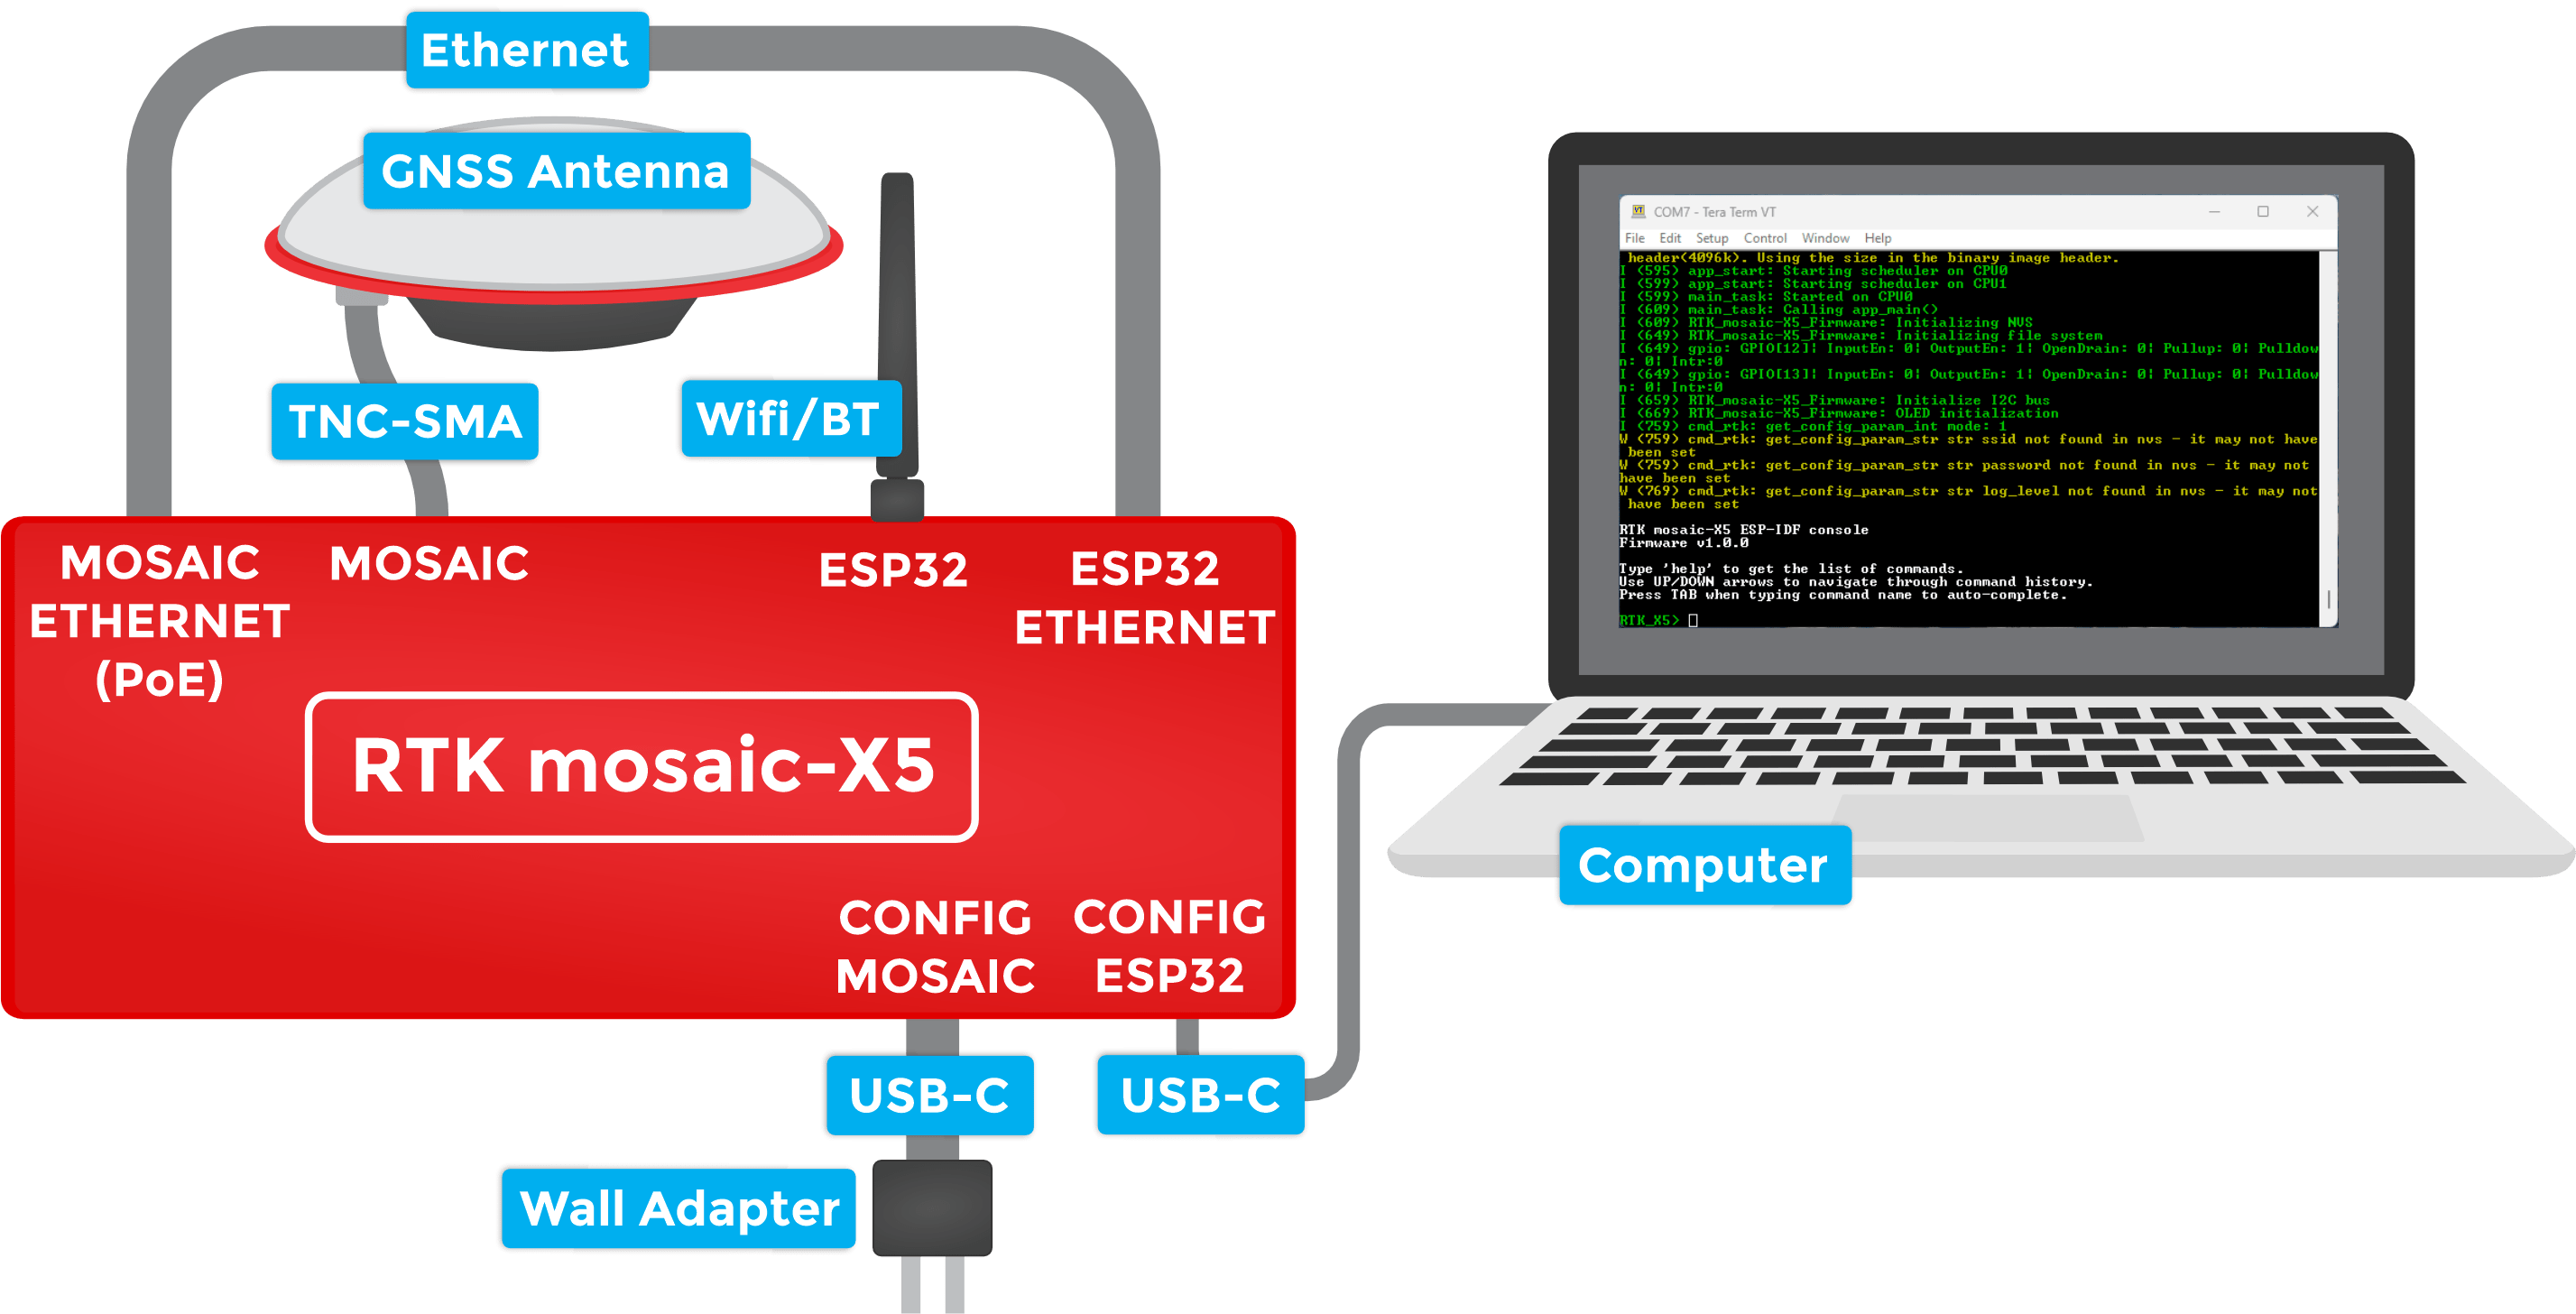 Ethernet
GNSS Antenna
TNC-SMA
Wifi/BT
MOSAIC
ETHERNET
(PoE)
MOSAIC
ESP32
ESP32
ETHERNET
RTK mosaic-X5
CONFIG
MOSAIC
CONFIG
ESP32
USB-C
USB-C
Wall Adapter
VT
COM7 - Tera Term VT
File Edit Setup Control Window Help
header(4096k). Using the size in the binary image header.
I (595) app_start: Starting scheduler on CPU0
I (599) app_start: Starting scheduler on CPU1
I (599) main_task: Started on CPU0
I (609) main_task: Calling app_main()
I (609) RTK_mosaic-X5_Firmware: Initializing NVS
I (649) RTK_mosaic-X5_Firmware: Initializing file system
I (649) gpio: GPIO[12]| InputEn: 0| OutputEn: 1| OpenDrain: 0| Pullup: 0| Pulldow
n: 0| Intr:0
I (649) gpio: GPIO[13]| InputEn: 0| OutputEn: 1| OpenDrain: 0| Pullup: 0| Pulldow
n: 0| Intr:0
I (659) RTK_mosaic-X5_Firmware: Initialize I2C bus
I (669) RTK_mosaic-X5_Firmware: OLED initialization
I (759) cmd_rtk: get_config_param_int mode: 1
W (759) cmd_rtk: get_config_param_str str ssid not found in nvs - it may not have
been set
W (759) cmd_rtk: get_config_param_str str password not found in nvs - it may not
have been set
W (769) cmd_rtk: get_config_param_str str log_level not found in nvs - it may not
have been set
RTK mosaic-X5 ESP-IDF console
Firmware v1.0.0
Type 'help' to get the list of commands.
Use UP/DOWN arrows to navigate through command history.
Press TAB when typing command name to auto-complete.
RTK_X5>
Computer